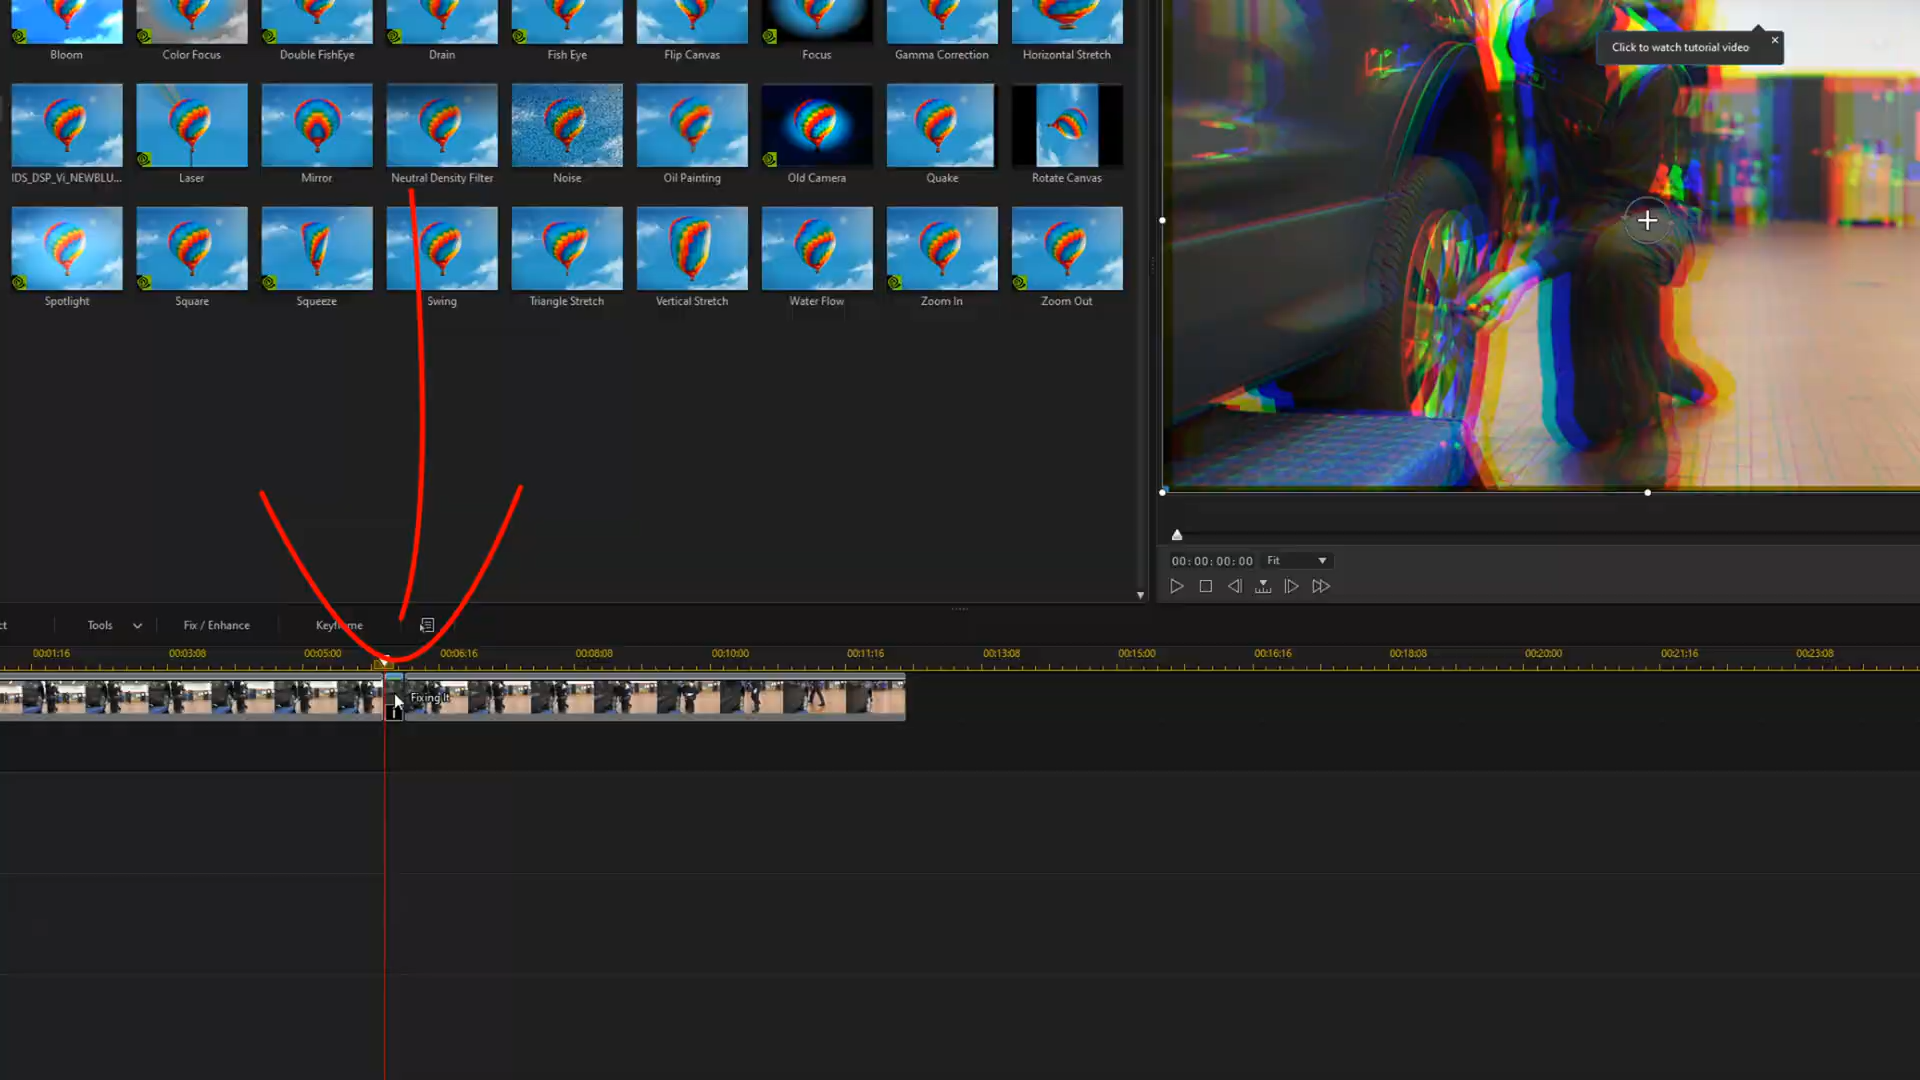 Bloom
Color Focus
Double FishEye
Drain
Fish Eye
Flip Canvas
Focus
Gamma Correction
Horizontal Stretch
Click to watch tutorial video
IDS_DSP_Vi_NEWBLU...
Laser
Mirror
Neutral Density Filter
Noise
Oil Painting
Old Camera
Quake
Rotate Canvas
Spotlight
Square
Squeeze
Swing
Triangle Stretch
Vertical Stretch
Water Flow
Zoom In
Zoom Out
00:00:00:00 Fit
ct Tools Fix / Enhance Keyframe
00:01:16 00:03:08 00:05:00 00:06:16 00:08:08 00:10:00 00:11:16 00:13:08 00:15:00 00:16:16 00:18:08 00:20:00 00:21:16 00:23:08
Fixing It